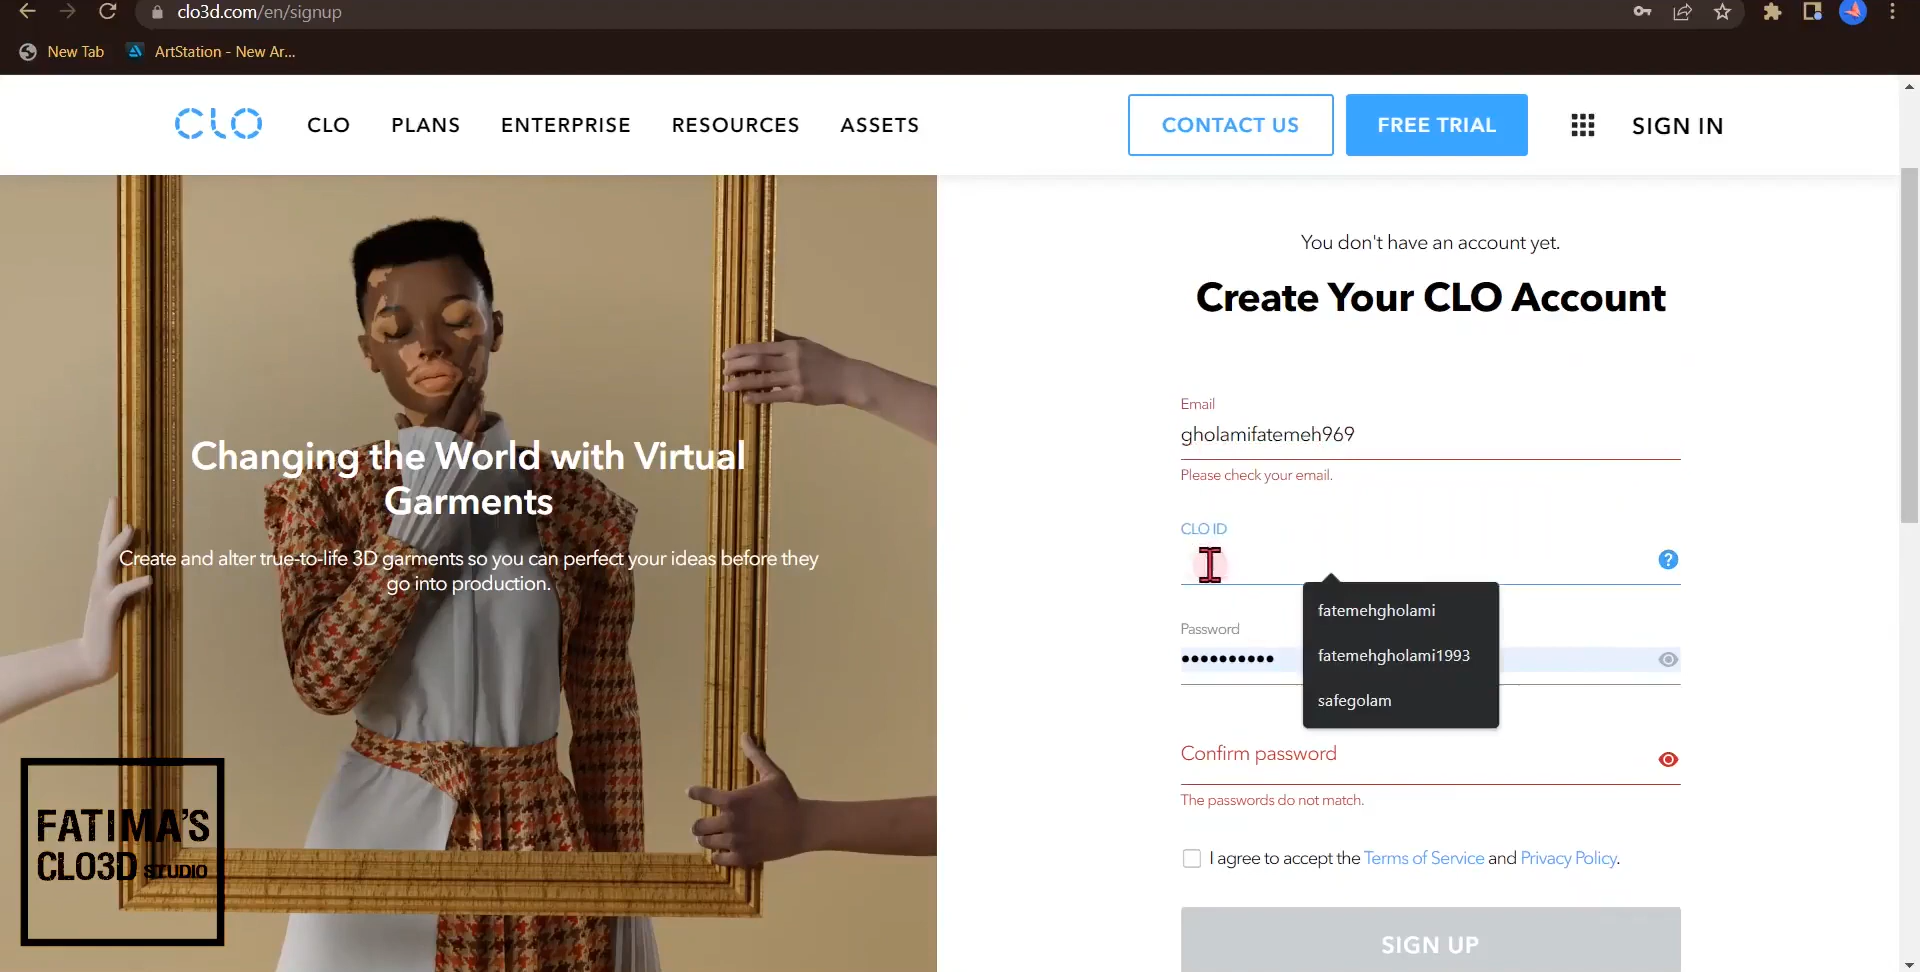 clo3d.com/en/signup
New Tab
ArtStation - New Ar...
CLO
CLO
PLANS
ENTERPRISE
RESOURCES
ASSETS
CONTACT US
FREE TRIAL
SIGN IN
Changing the World with Virtual
Garments
Create and alter true-to-life 3D garments so you can perfect your ideas before they
go into production.
FATIMA'S
CLO3D STUDIO
You don't have an account yet.
Create Your CLO Account
Email
gholamifatemeh969
Please check your email.
CLO ID
?
fatemehgholami
fatemehgholami1993
safegolam
Password
••••••••••
Confirm password
The passwords do not match.
I agree to accept the Terms of Service and Privacy Policy.
SIGN UP